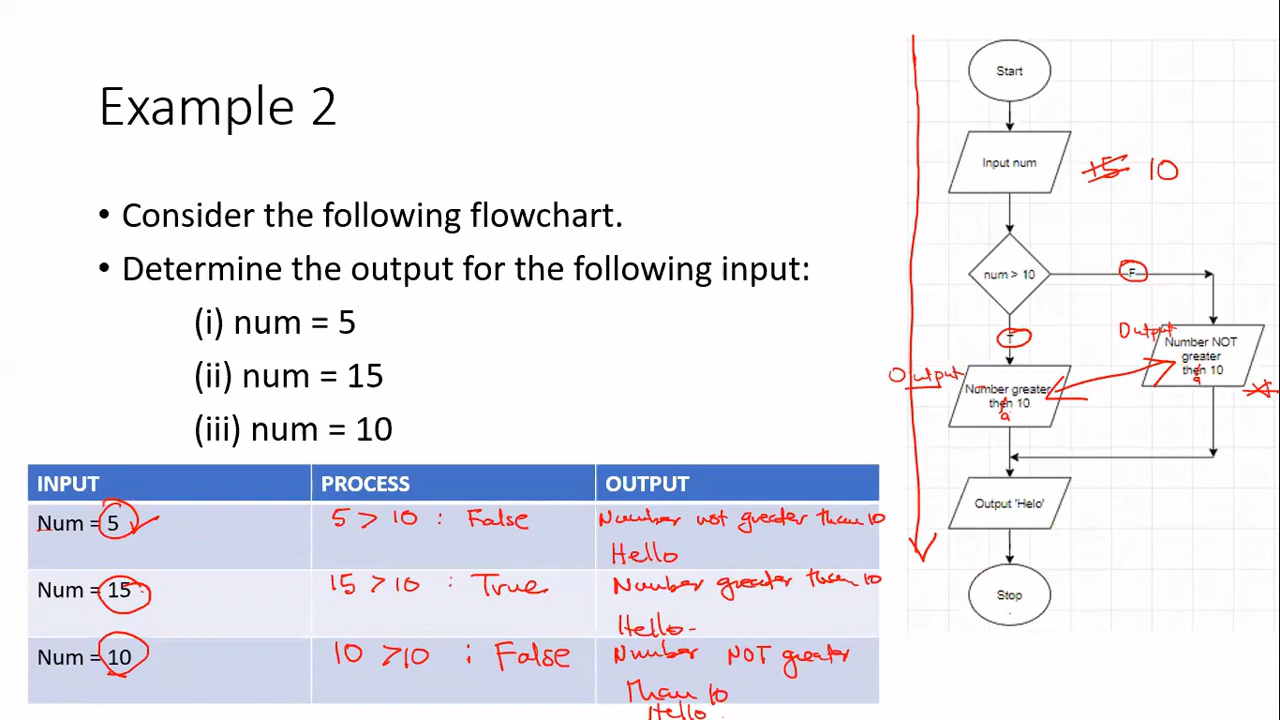 Example 2
• Consider the following flowchart.
• Determine the output for the following input:
(i) num = 5
(ii) num = 15
(iii) num = 10
INPUT PROCESS OUTPUT
Num = 5 5 > 10 : False Number not greater than 10
Hello
Num = 15 15 > 10 : True Number greater than 10
Hello
Num = 10 10 > 10 : False Number NOT greater
Than 10
Hello
Start
Input num
15 10
num > 10
F
T
Output
Number NOT
greater
then 10
a
Output
Number greater
then 10
a
Output 'Helo'
Stop